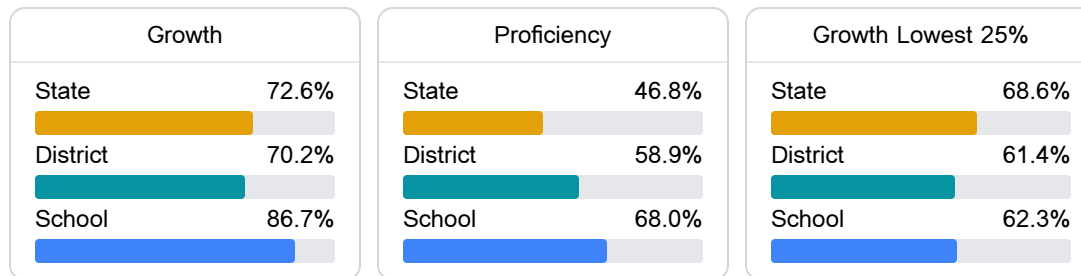 Growth
State 72.6%
District 70.2%
School 86.7%
Proficiency
State 46.8%
District 58.9%
School 68.0%
Growth Lowest 25%
State 68.6%
District 61.4%
School 62.3%